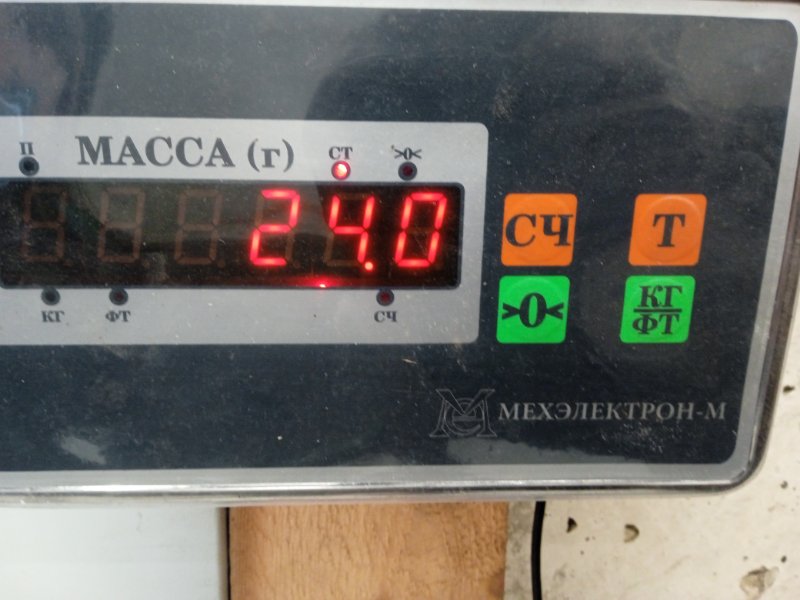 П МАССА (г) СТ >0<
24.0
КГ ФТ СЧ
СЧ Т
>0< КГ
ФТ
МЕХЭЛЕКТРОН-М